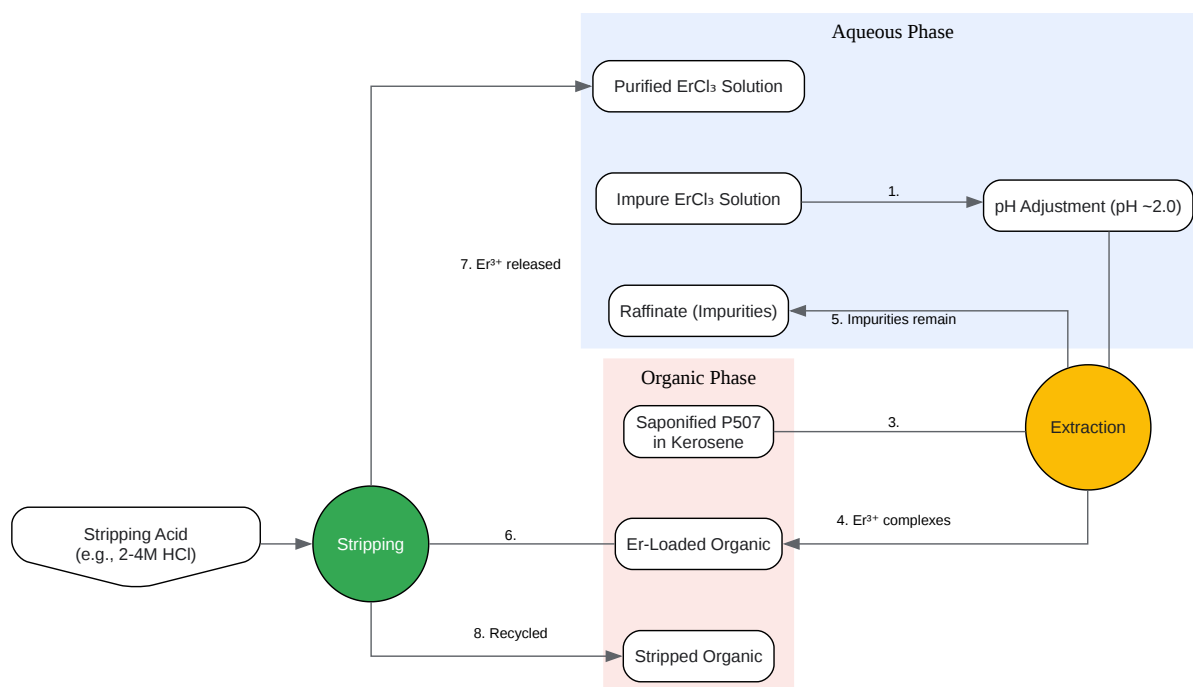 Aqueous Phase
Purified ErCl₃ Solution
Impure ErCl₃ Solution
1.
pH Adjustment (pH ~2.0)
7. Er³⁺ released
Raffinate (Impurities)
5. Impurities remain
Organic Phase
Saponified P507
in Kerosene
3.
Extraction
Stripping Acid
(e.g., 2-4M HCl)
Stripping
6.
Er-Loaded Organic
4. Er³⁺ complexes
8. Recycled
Stripped Organic